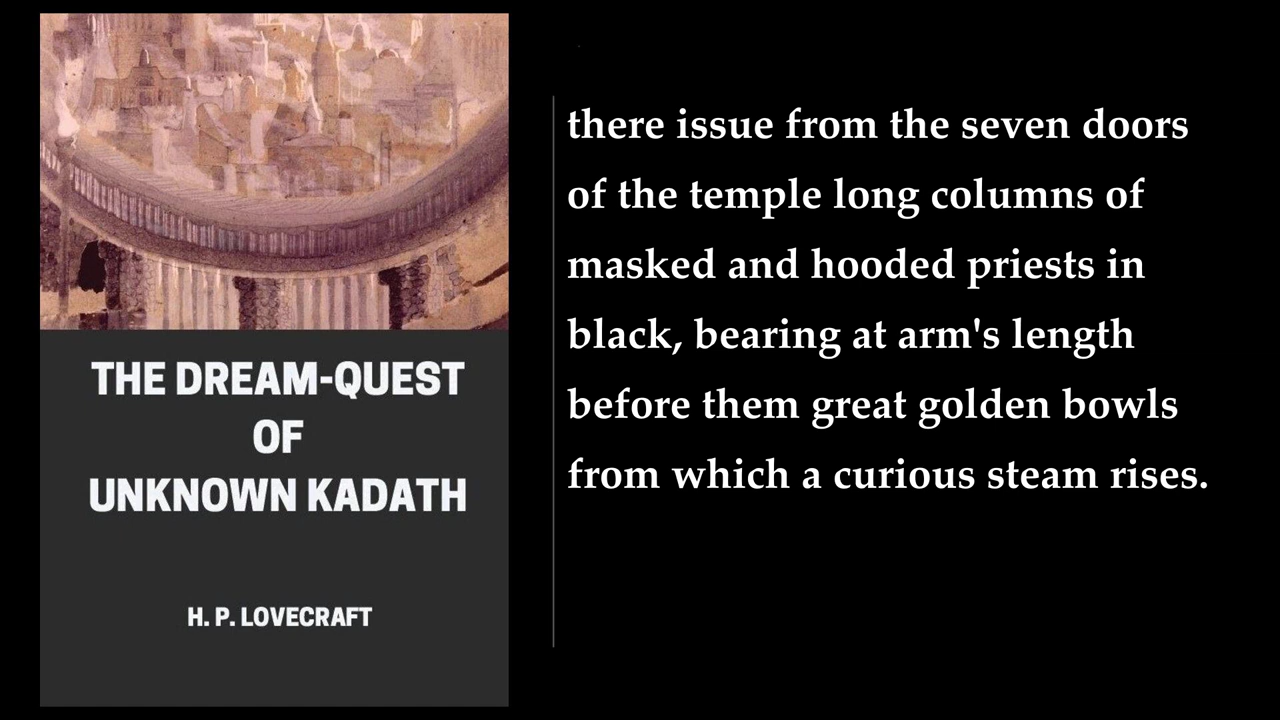 THE DREAM-QUEST
OF
UNKNOWN KADATH
H. P. LOVECRAFT
there issue from the seven doors
of the temple long columns of
masked and hooded priests in
black, bearing at arm's length
before them great golden bowls
from which a curious steam rises.